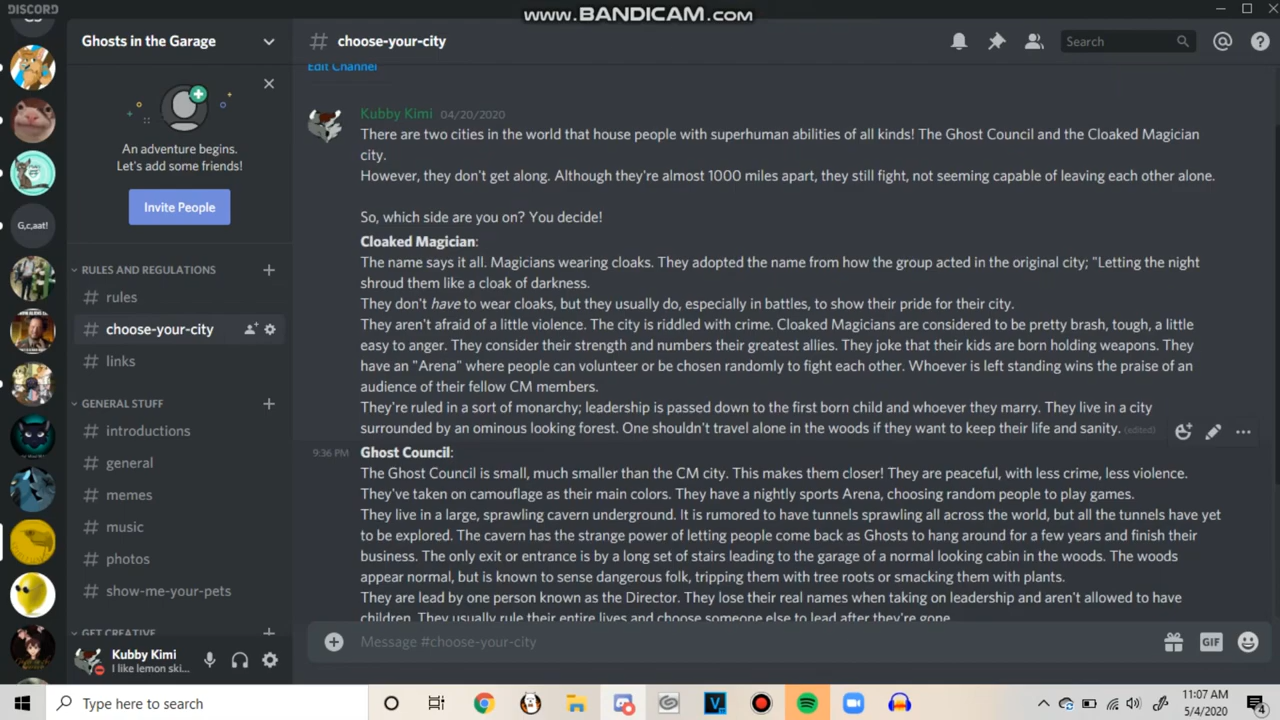 DISCORD
www.BANDICAM.com
Ghosts in the Garage
choose-your-city
Search
Edit Channel
An adventure begins.
Let's add some friends!
Invite People
G,c,aat!
RULES AND REGULATIONS
rules
choose-your-city
links
GENERAL STUFF
introductions
general
memes
music
photos
show-me-your-pets
GET CREATIVE
Kubby Kimi
I like lemon ski...
Kubby Kimi 04/20/2020
There are two cities in the world that house people with superhuman abilities of all kinds! The Ghost Council and the Cloaked Magician
city.
However, they don't get along. Although they're almost 1000 miles apart, they still fight, not seeming capable of leaving each other alone.
So, which side are you on? You decide!
Cloaked Magician:
The name says it all. Magicians wearing cloaks. They adopted the name from how the group acted in the original city; "Letting the night
shroud them like a cloak of darkness.
They don't have to wear cloaks, but they usually do, especially in battles, to show their pride for their city.
They aren't afraid of a little violence. The city is riddled with crime. Cloaked Magicians are considered to be pretty brash, tough, a little
easy to anger. They consider their strength and numbers their greatest allies. They joke that their kids are born holding weapons. They
have an "Arena" where people can volunteer or be chosen randomly to fight each other. Whoever is left standing wins the praise of an
audience of their fellow CM members.
They're ruled in a sort of monarchy; leadership is passed down to the first born child and whoever they marry. They live in a city
surrounded by an ominous looking forest. One shouldn't travel alone in the woods if they want to keep their life and sanity. (edited)
9:36 PM Ghost Council:
The Ghost Council is small, much smaller than the CM city. This makes them closer! They are peaceful, with less crime, less violence.
They've taken on camouflage as their main colors. They have a nightly sports Arena, choosing random people to play games.
They live in a large, sprawling cavern underground. It is rumored to have tunnels sprawling all across the world, but all the tunnels have yet
to be explored. The cavern has the strange power of letting people come back as Ghosts to hang around for a few years and finish their
business. The only exit or entrance is by a long set of stairs leading to the garage of a normal looking cabin in the woods. The woods
appear normal, but is known to sense dangerous folk, tripping them with tree roots or smacking them with plants.
They are lead by one person known as the Director. They lose their real names when taking on leadership and aren't allowed to have
children. They usually rule their entire lives and choose someone else to lead after they're gone.
Message #choose-your-city
GIF
Type here to search
11:07 AM
5/4/2020
4